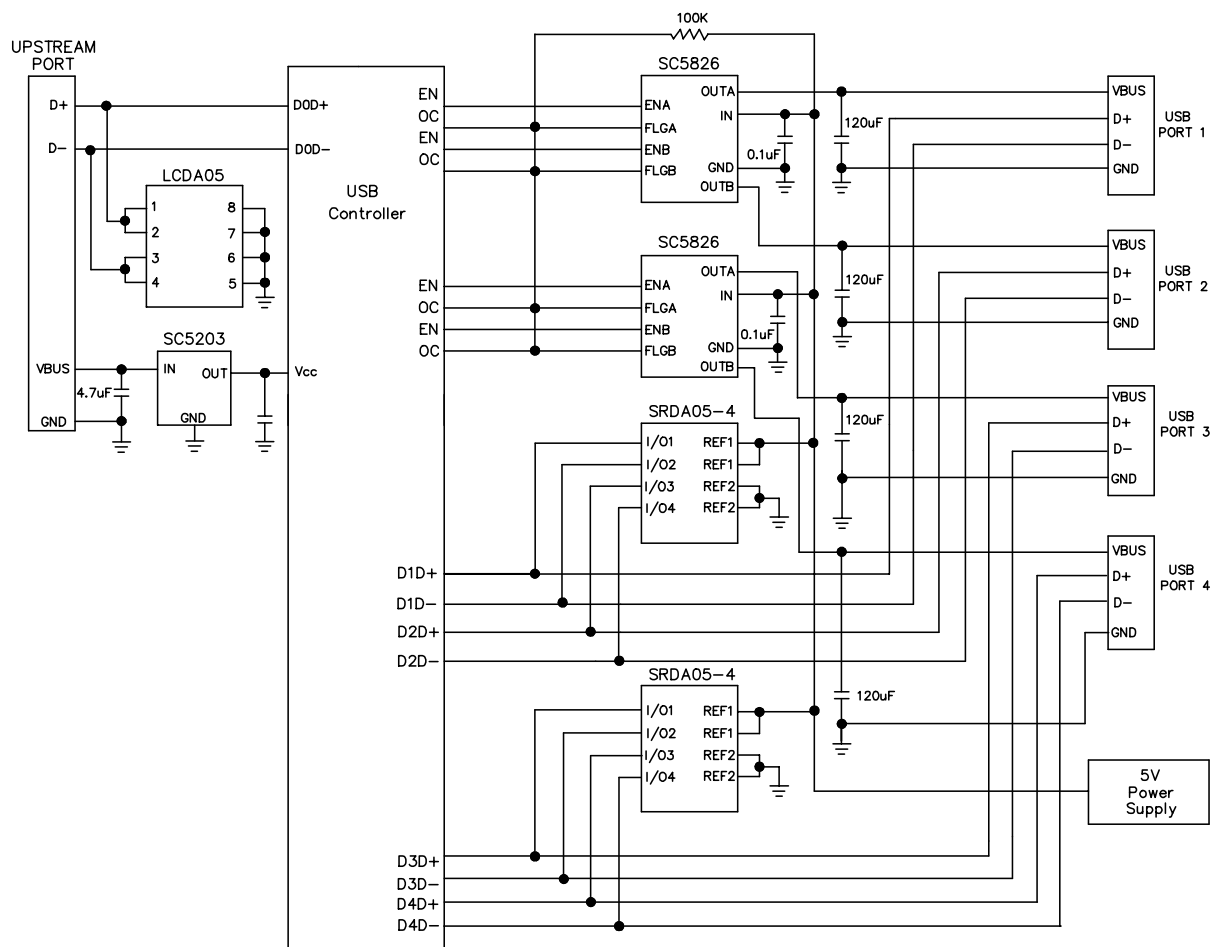 100K
UPSTREAM
PORT
D+
D-
VBUS
GND
D0D+
D0D-
USB
Controller
Vcc
LCDA05
1
2
3
4
8
7
6
5
SC5203
IN
OUT
GND
4.7uF
EN
OC
EN
OC
SC5826
ENA
FLGA
ENB
FLGB
OUTA
IN
GND
OUTB
0.1uF
120uF
VBUS
D+
D-
GND
USB
PORT 1
EN
OC
EN
OC
SC5826
ENA
FLGA
ENB
FLGB
OUTA
IN
GND
OUTB
0.1uF
120uF
VBUS
D+
D-
GND
USB
PORT 2
SRDA05-4
I/O1
I/O2
I/O3
I/O4
REF1
REF1
REF2
REF2
120uF
VBUS
D+
D-
GND
USB
PORT 3
D1D+
D1D-
D2D+
D2D-
VBUS
D+
D-
GND
USB
PORT 4
SRDA05-4
I/O1
I/O2
I/O3
I/O4
REF1
REF1
REF2
REF2
120uF
5V
Power
Supply
D3D+
D3D-
D4D+
D4D-